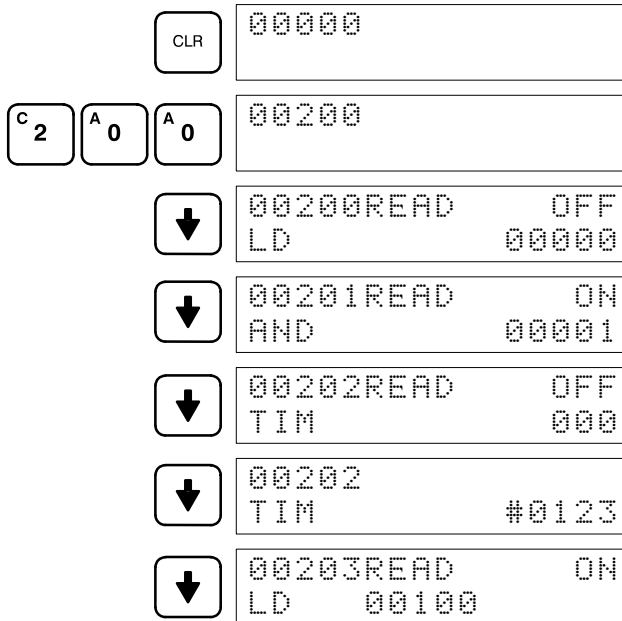 CLR
00000
C 2 A 0 A 0
00200
00200READ OFF
LD 00000
00201READ ON
AND 00001
00202READ OFF
TIM 000
00202
TIM #0123
00203READ ON
LD 00100